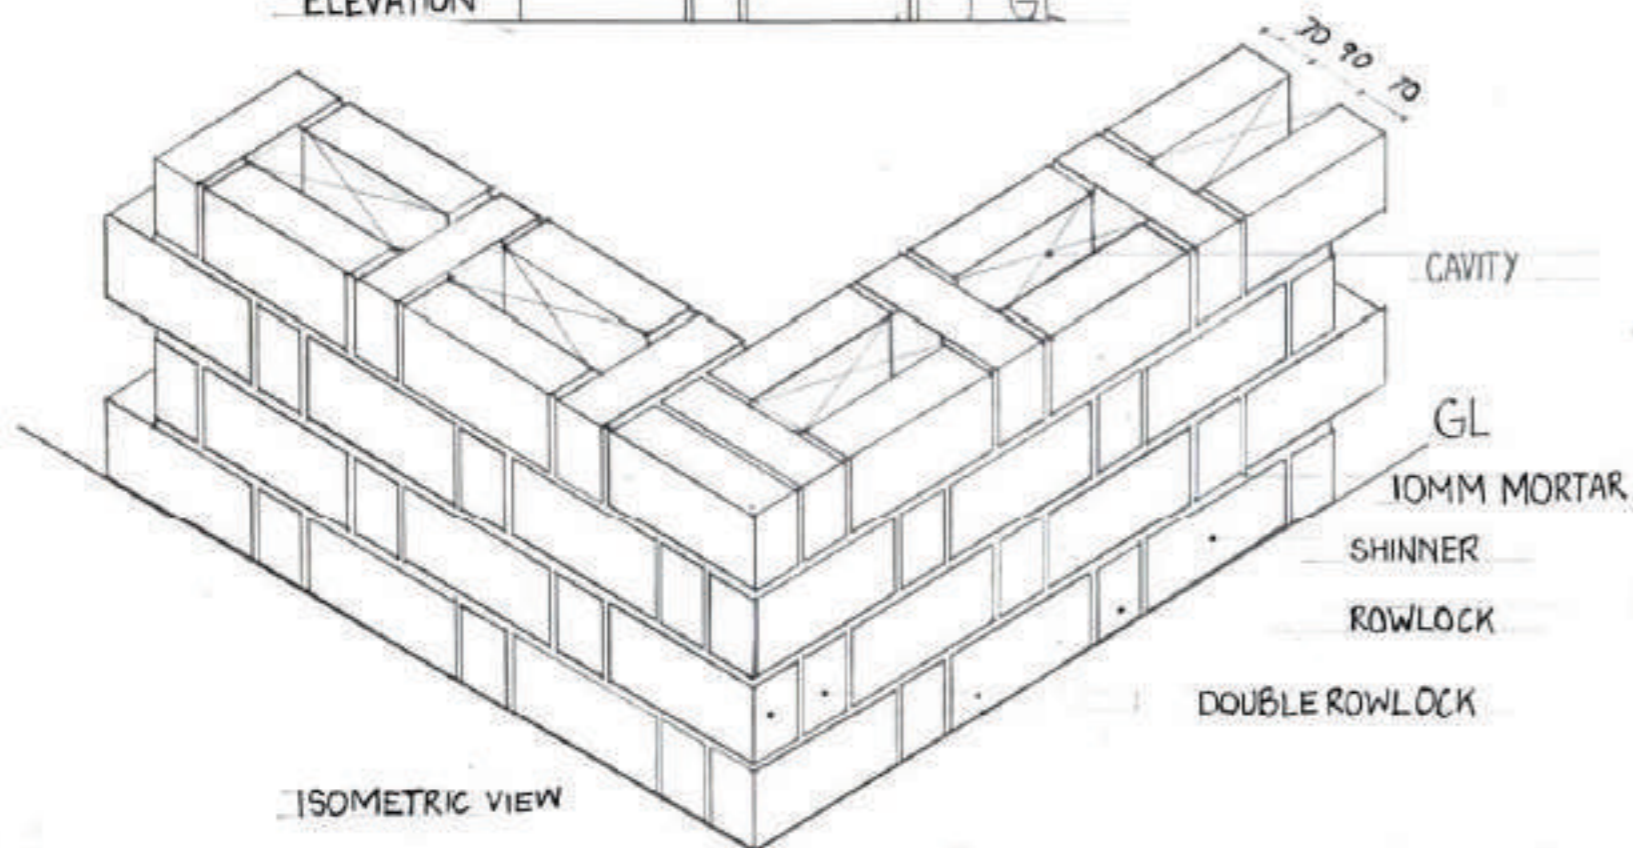 ELEVATION
70 90 70
CAVITY
GL
10MM MORTAR
SHINNER
ROWLOCK
DOUBLE ROWLOCK
ISOMETRIC VIEW